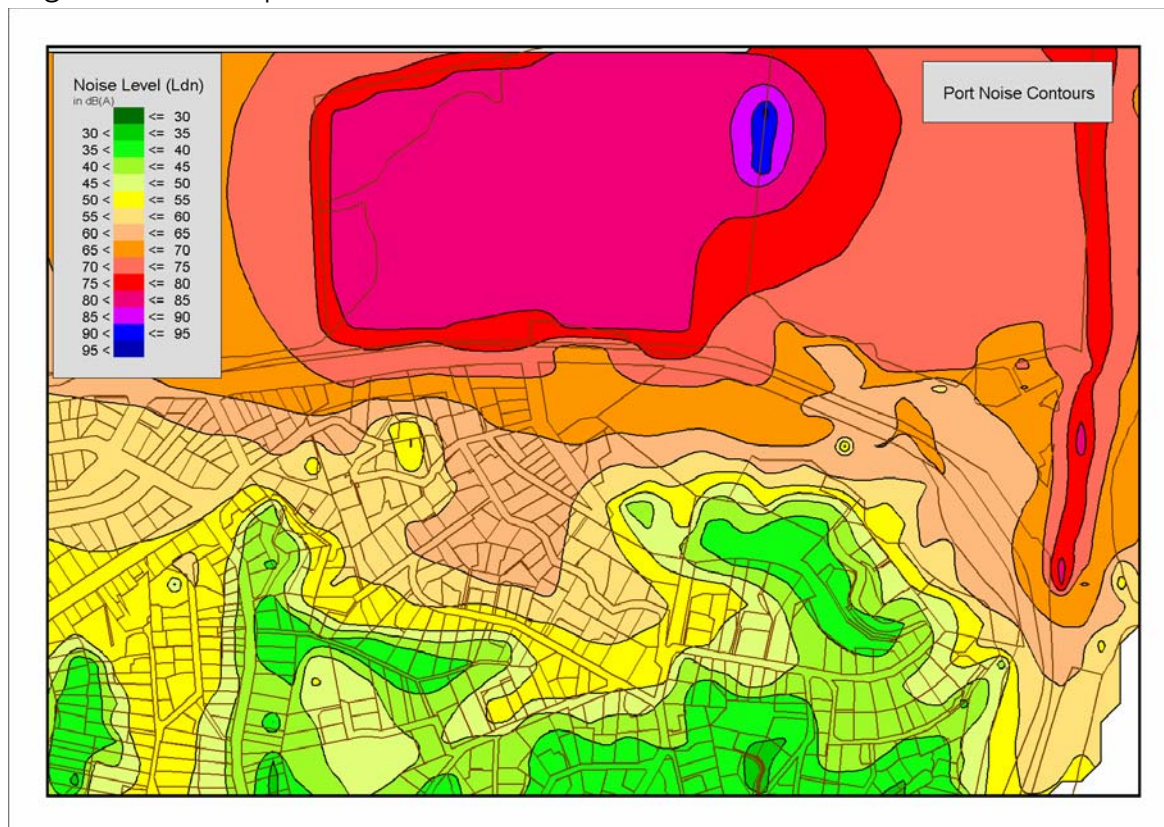 Noise Level (Ldn)
in dB(A)
<= 30
30 < <= 35
35 < <= 40
40 < <= 45
45 < <= 50
50 < <= 55
55 < <= 60
60 < <= 65
65 < <= 70
70 < <= 75
75 < <= 80
80 < <= 85
85 < <= 90
90 < <= 95
95 <
Port Noise Contours